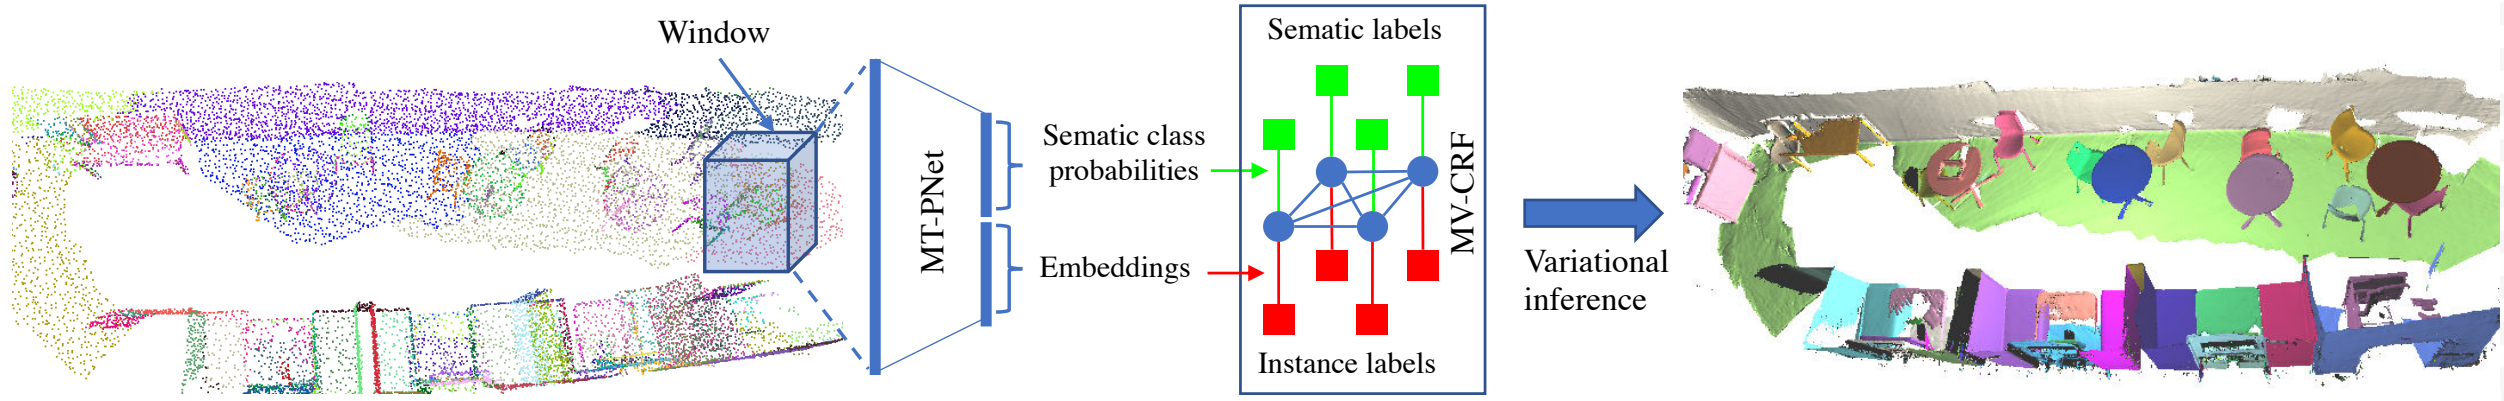 Window
MT-PNet
Sematic class
probabilities
Embeddings
Sematic labels
MV-CRF
Instance labels
Variational
inference